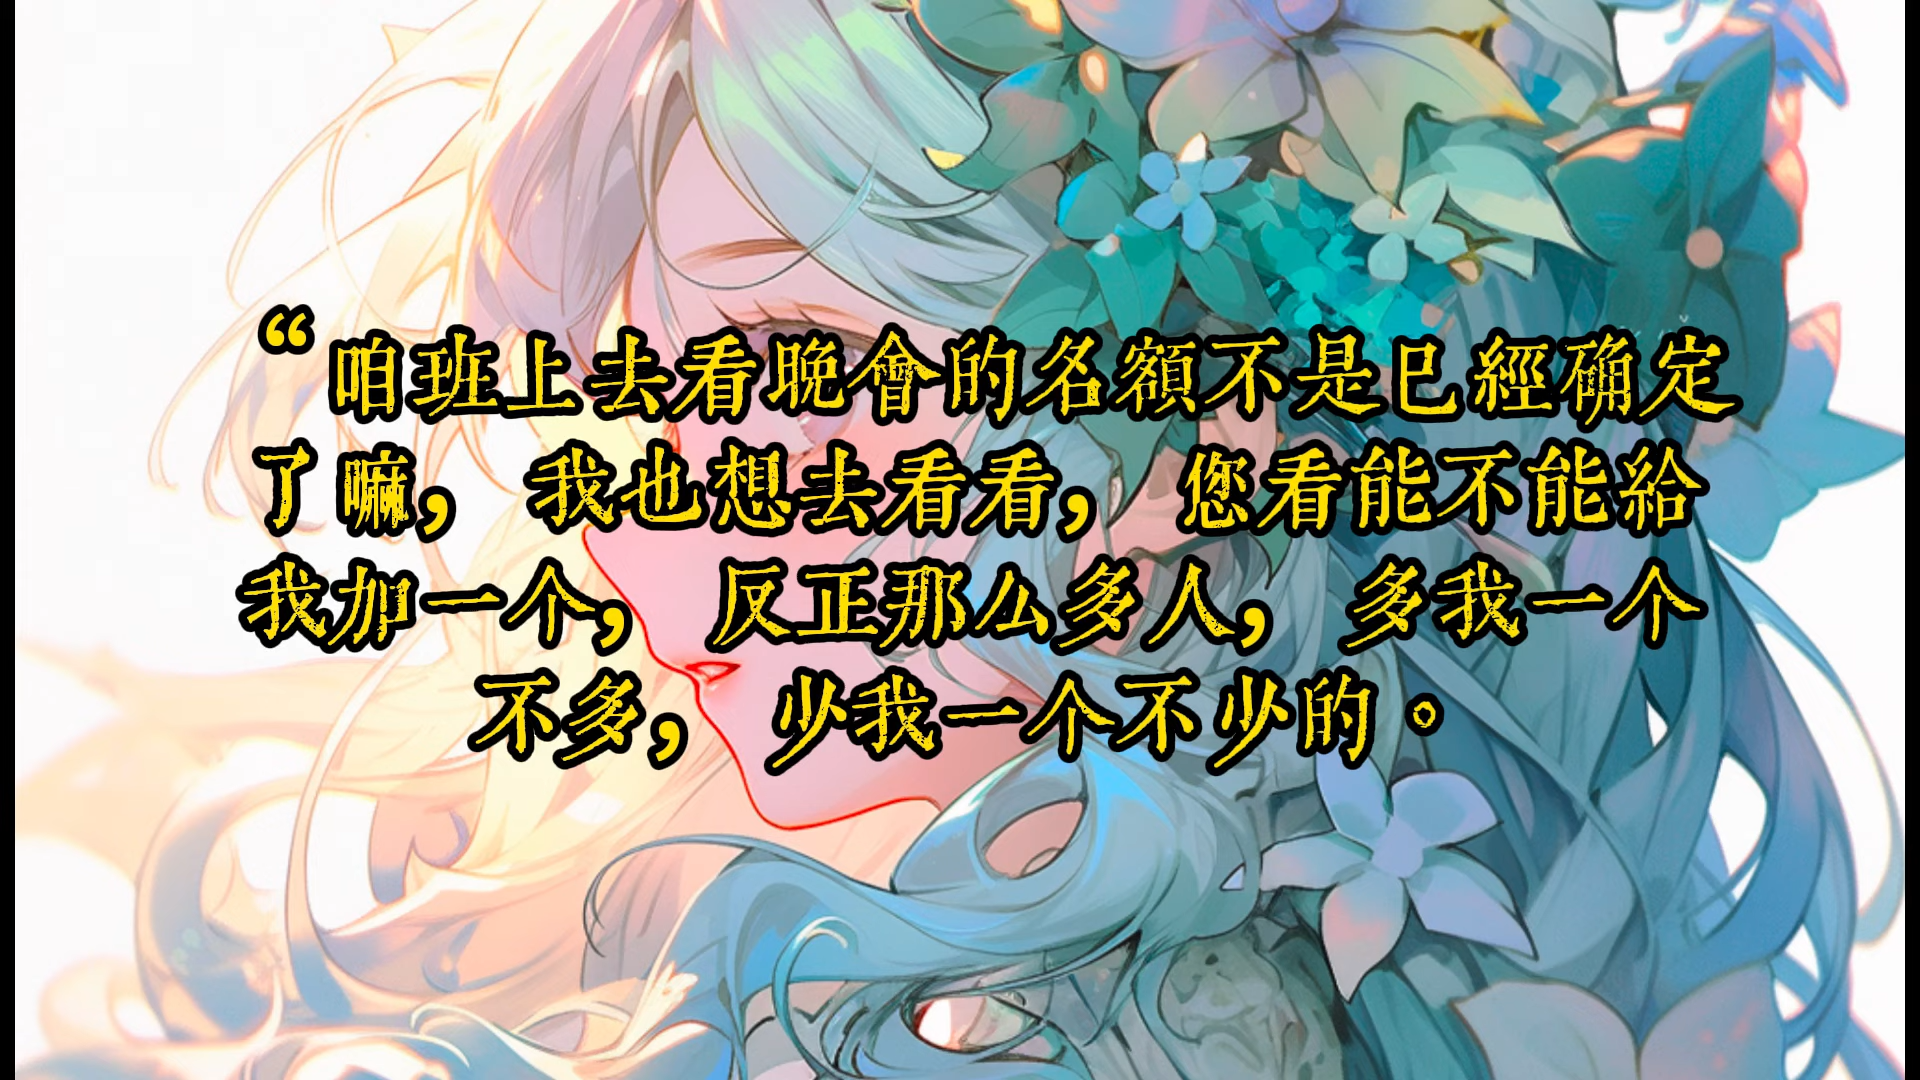 “咱班上去看晚會的名額不是已經确定
了嘛，我也想去看看，您看能不能給
我加一个，反正那么多人，多我一个
不多，少我一个不少的。